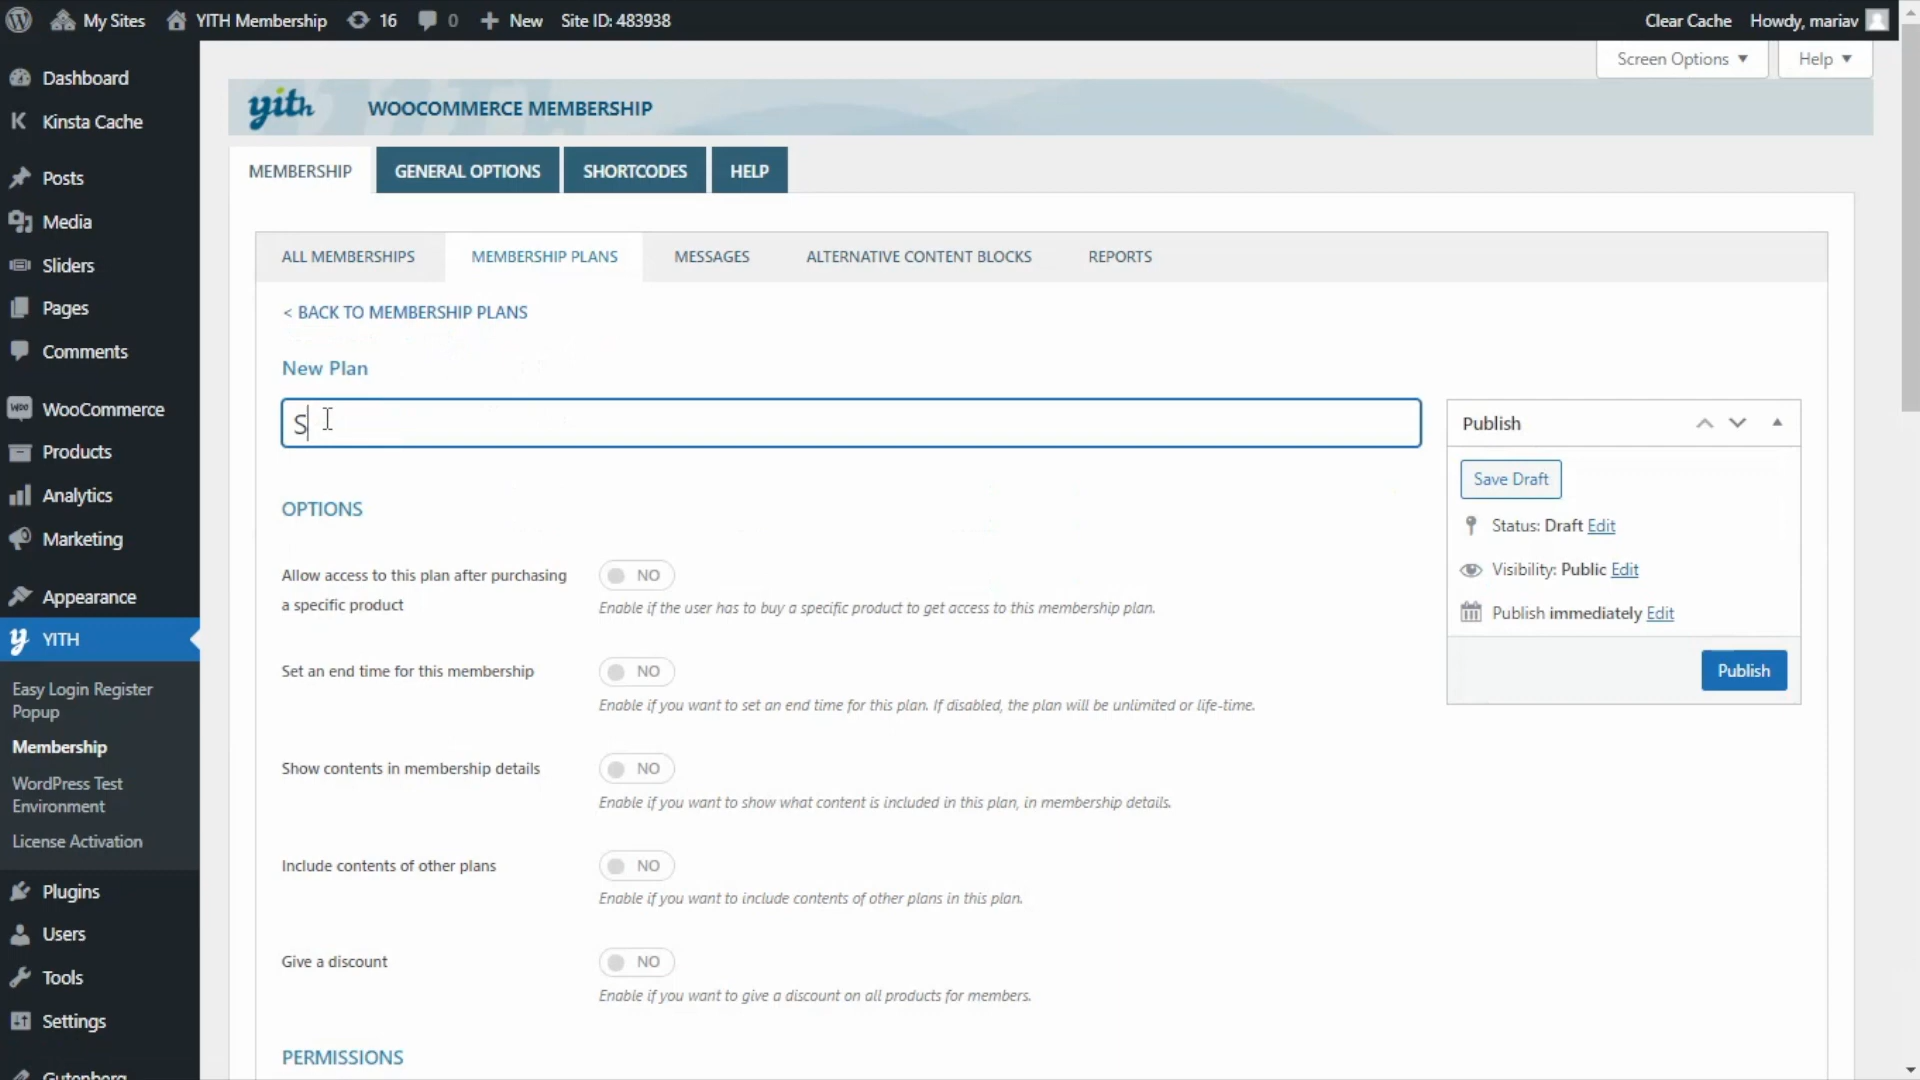 My Sites YITH Membership 16 0 New Site ID: 483938 Clear Cache Howdy, mariav
Screen Options Help
Dashboard
Kinsta Cache
Posts
Media
Sliders
Pages
Comments
WooCommerce
Products
Analytics
Marketing
Appearance
YITH
Easy Login Register
Popup
Membership
WordPress Test
Environment
License Activation
Plugins
Users
Tools
Settings
Gutenberg
yith WOOCOMMERCE MEMBERSHIP
MEMBERSHIP GENERAL OPTIONS SHORTCODES HELP
ALL MEMBERSHIPS MEMBERSHIP PLANS MESSAGES ALTERNATIVE CONTENT BLOCKS REPORTS
< BACK TO MEMBERSHIP PLANS
New Plan
S
OPTIONS
Allow access to this plan after purchasing
a specific product
NO
Enable if the user has to buy a specific product to get access to this membership plan.
Set an end time for this membership
NO
Enable if you want to set an end time for this plan. If disabled, the plan will be unlimited or life-time.
Show contents in membership details
NO
Enable if you want to show what content is included in this plan, in membership details.
Include contents of other plans
NO
Enable if you want to include contents of other plans in this plan.
Give a discount
NO
Enable if you want to give a discount on all products for members.
PERMISSIONS
Publish
Save Draft
Status: Draft Edit
Visibility: Public Edit
Publish immediately Edit
Publish